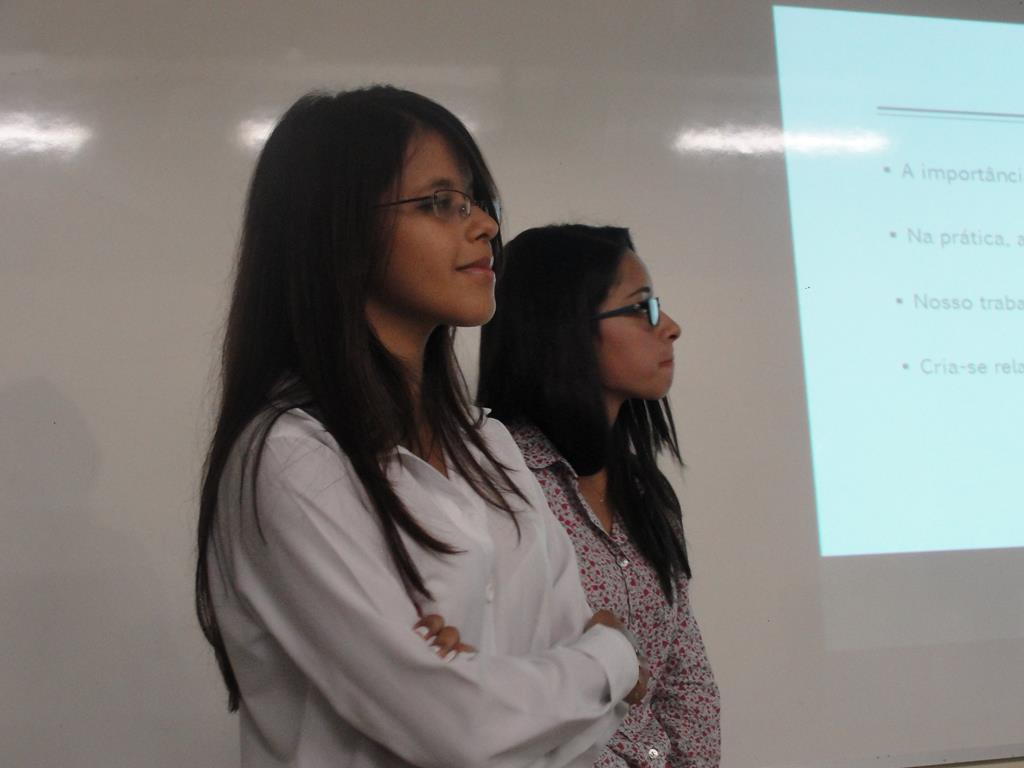 A importânci
Na prática, a
Nosso traba
Cria-se rela